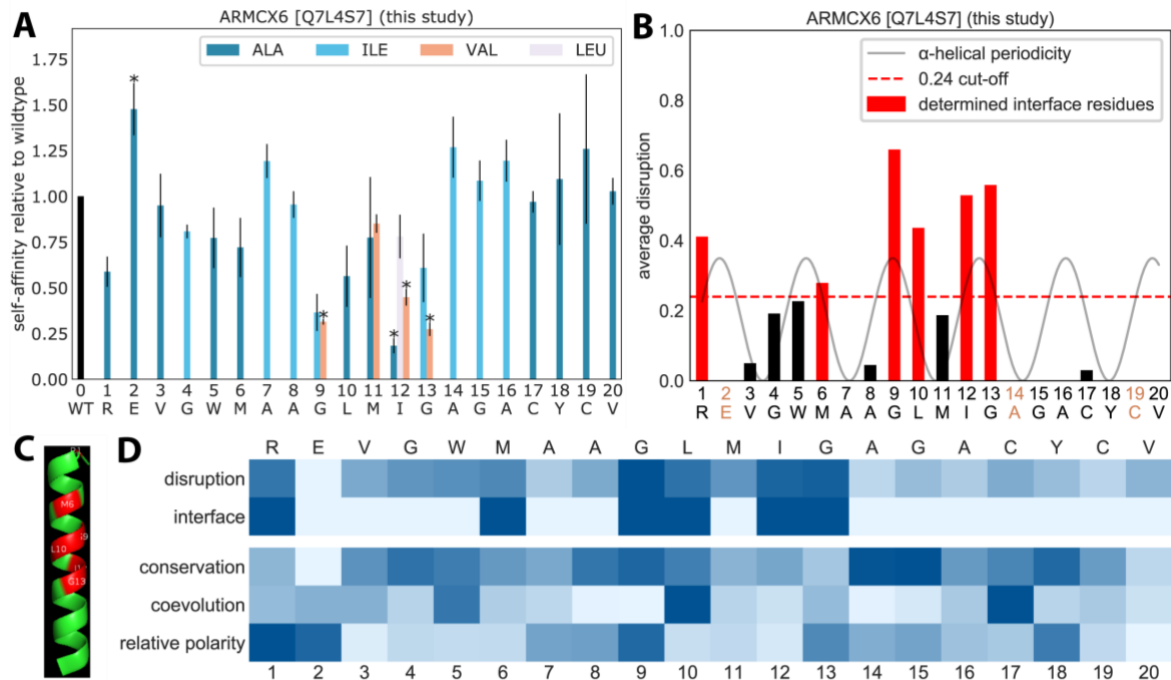 A
ARMCX6 [Q7L4S7] (this study)
ALA ILE VAL LEU
self-affinity relative to wildtype
1.75
1.50
1.25
1.00
0.75
0.50
0.25
0.00
* * * * *
0 1 2 3 4 5 6 7 8 9 10 11 12 13 14 15 16 17 18 19 20
WT R E V G W M A A G L M I G A G A C Y C V
B
ARMCX6 [Q7L4S7] (this study)
α-helical periodicity
0.24 cut-off
determined interface residues
average disruption
1.0
0.8
0.6
0.4
0.2
0.0
1 2 3 4 5 6 7 8 9 10 11 12 13 14 15 16 17 18 19 20
R E V G W M A A G L M I G A G A C Y C V
C
M6
L10
G13
D
R E V G W M A A G L M I G A G A C Y C V
disruption
interface
conservation
coevolution
relative polarity
1 2 3 4 5 6 7 8 9 10 11 12 13 14 15 16 17 18 19 20